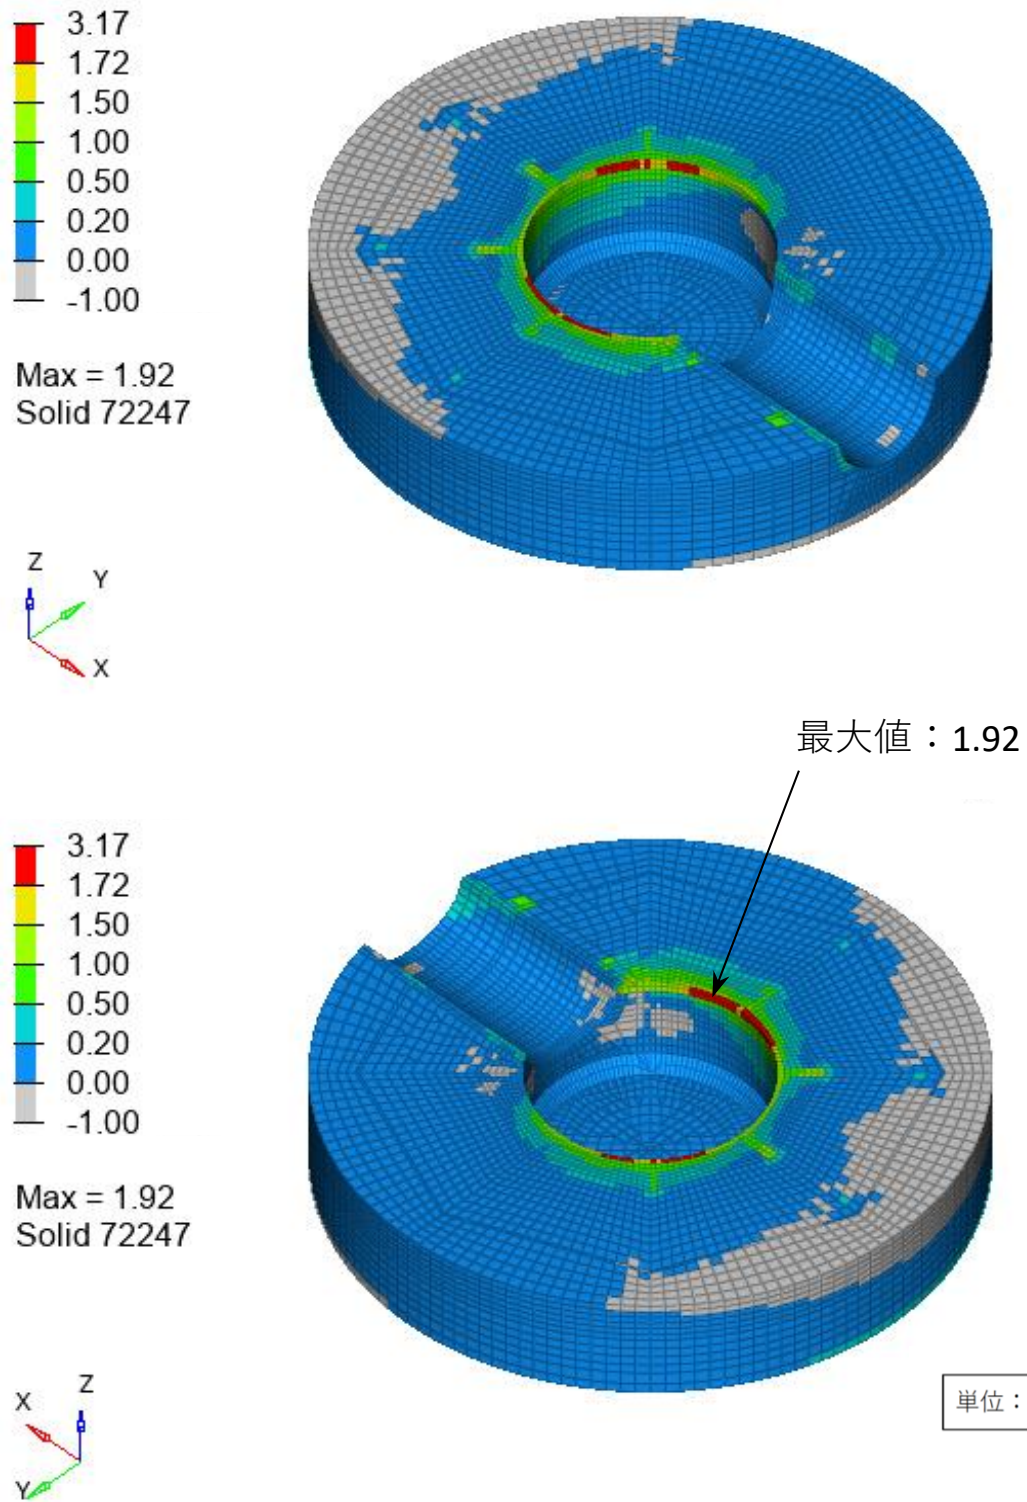 3.17
1.72
1.50
1.00
0.50
0.20
0.00
-1.00
Max = 1.92
Solid 72247
Z
Y
X
最大値：1.92
3.17
1.72
1.50
1.00
0.50
0.20
0.00
-1.00
Max = 1.92
Solid 72247
Z
X
Y
単位：